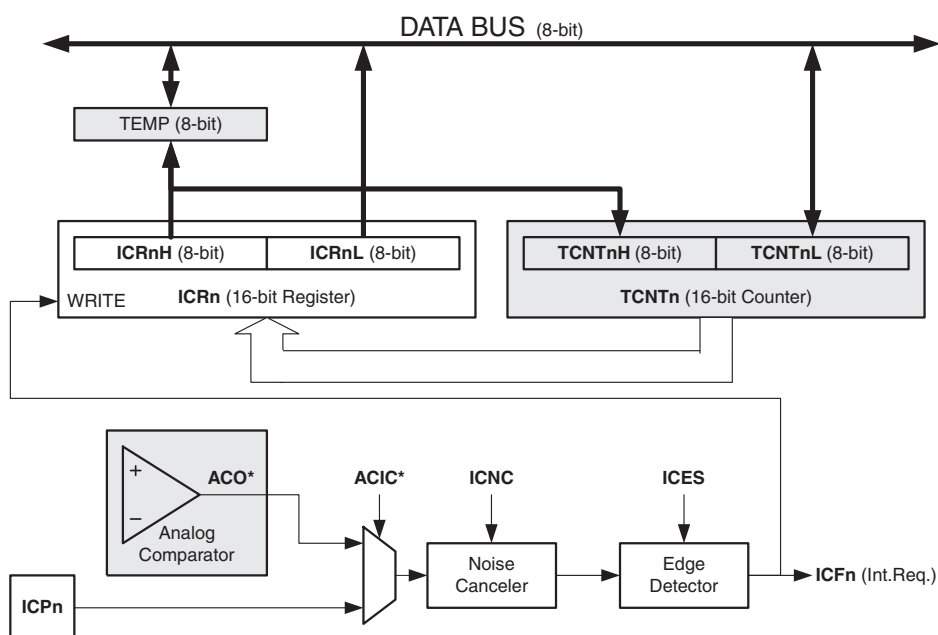 DATA BUS (8-bit)
TEMP (8-bit)
ICRnH (8-bit)
ICRnL (8-bit)
TCNTnH (8-bit)
TCNTnL (8-bit)
WRITE
ICRn (16-bit Register)
TCNTn (16-bit Counter)
+
−
ACO*
Analog
Comparator
ACIC*
ICNC
ICES
Noise
Canceler
Edge
Detector
ICFn (Int.Req.)
ICPn